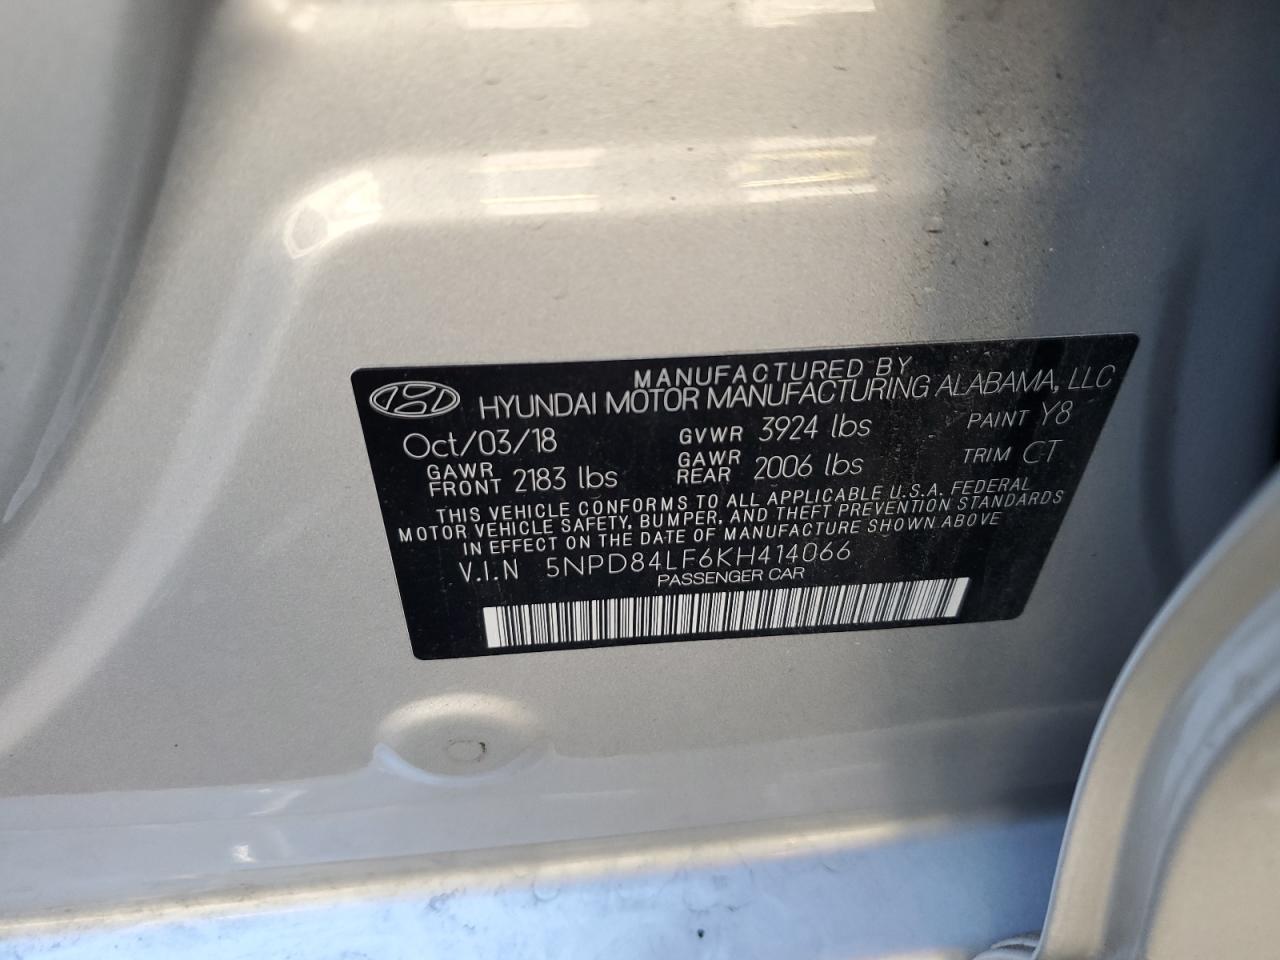 MANUFACTURED BY
HYUNDAI MOTOR MANUFACTURING ALABAMA, LLC
Oct/03/18 GVWR 3924 lbs PAINT Y8
GAWR FRONT 2183 lbs GAWR REAR 2006 lbs TRIM CT
THIS VEHICLE CONFORMS TO ALL APPLICABLE U.S.A. FEDERAL
MOTOR VEHICLE SAFETY, BUMPER, AND THEFT PREVENTION STANDARDS
IN EFFECT ON THE DATE OF MANUFACTURE SHOWN ABOVE
V.I.N 5NPD84LF6KH414066
PASSENGER CAR